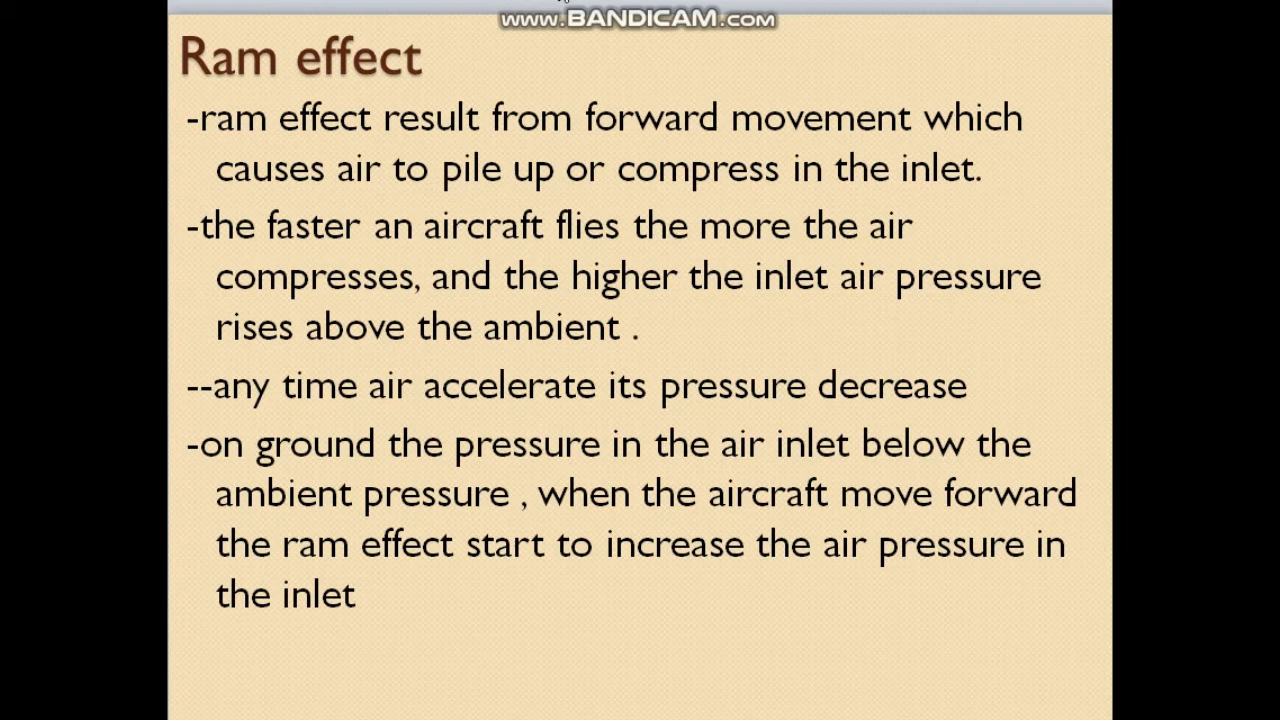 www.BANDICAM.com
Ram effect
-ram effect result from forward movement which
causes air to pile up or compress in the inlet.
-the faster an aircraft flies the more the air
compresses, and the higher the inlet air pressure
rises above the ambient .
--any time air accelerate its pressure decrease
-on ground the pressure in the air inlet below the
ambient pressure , when the aircraft move forward
the ram effect start to increase the air pressure in
the inlet